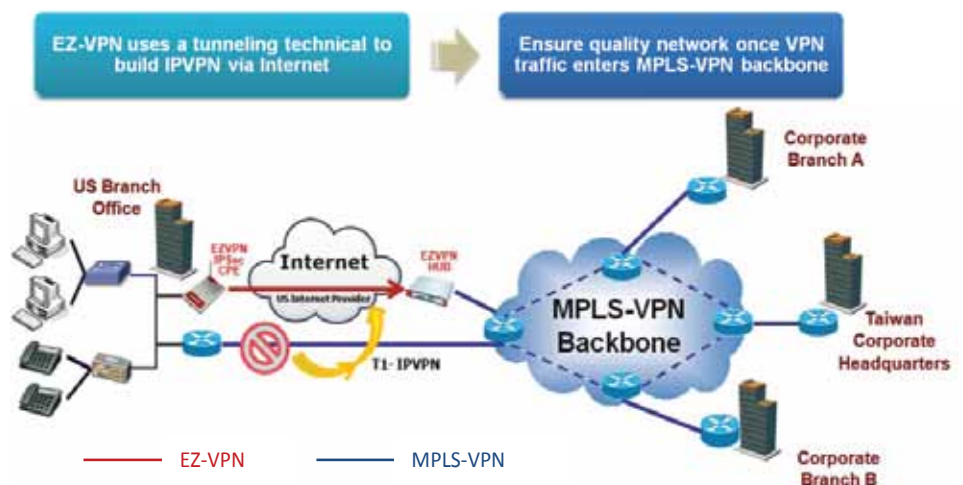 EZ-VPN uses a tunneling technical to
build IPVPN via Internet
Ensure quality network once VPN
traffic enters MPLS-VPN backbone
US Branch
Office
EZVPN
IPSec
CPE
Internet
US Internet Provider
EZVPN
HUB
T1- IPVPN
MPLS-VPN
Backbone
Corporate
Branch A
Taiwan
Corporate
Headquarters
Corporate
Branch B
EZ-VPN
MPLS-VPN